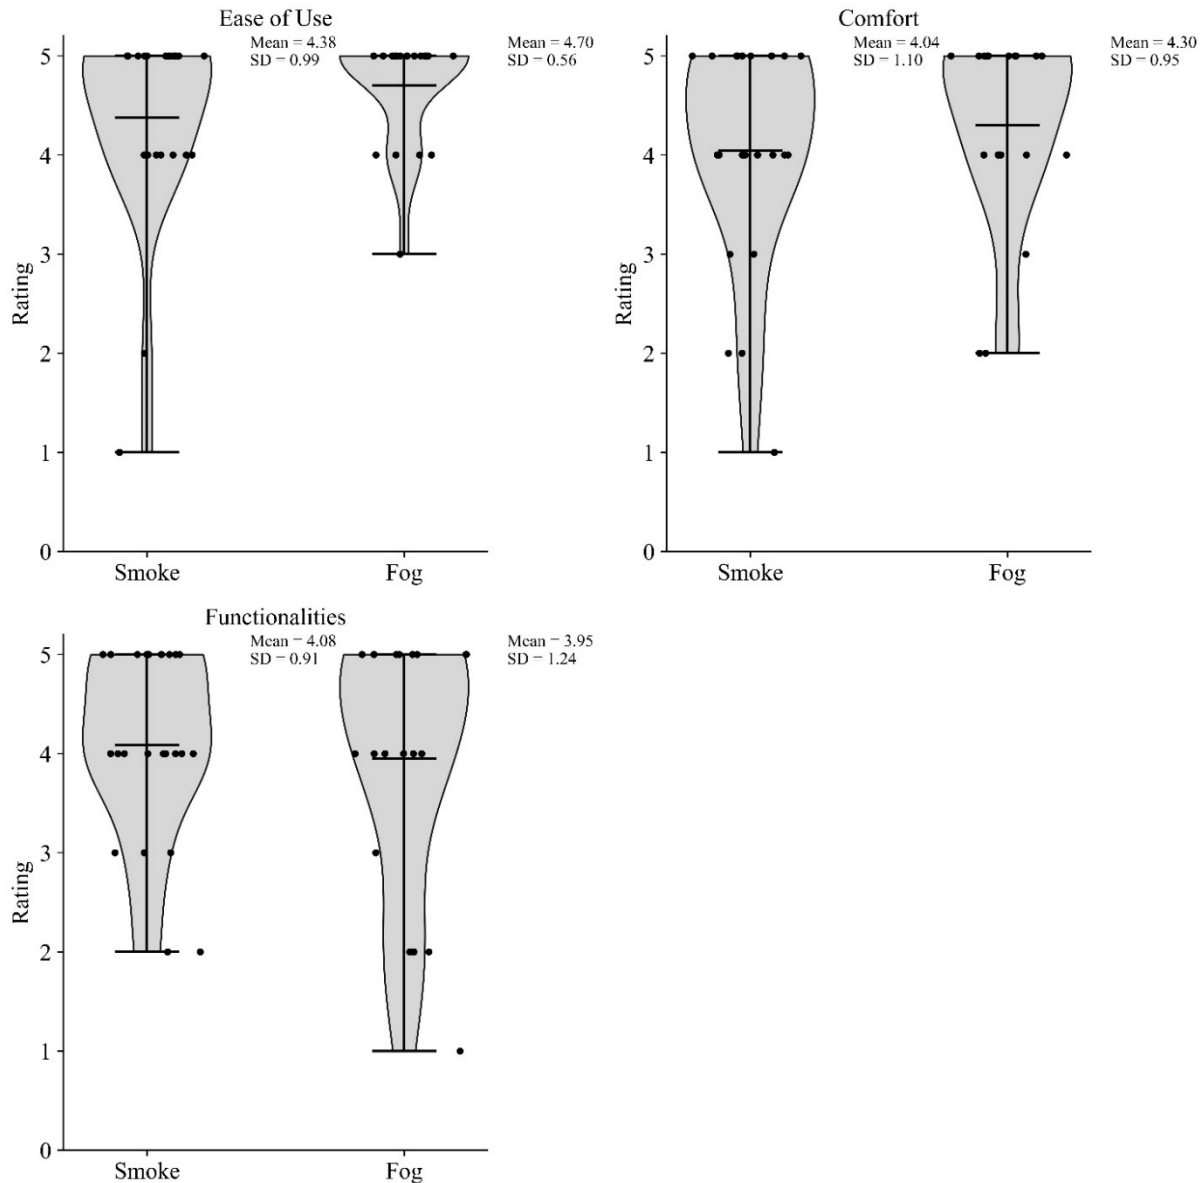 Ease of Use
Mean = 4.38
SD = 0.99
Mean = 4.70
SD = 0.56
5
4
3
2
1
0
Rating
Smoke
Fog
Comfort
Mean = 4.04
SD = 1.10
Mean = 4.30
SD = 0.95
5
4
3
2
1
0
Rating
Smoke
Fog
Functionalities
Mean = 4.08
SD = 0.91
Mean = 3.95
SD = 1.24
5
4
3
2
1
0
Rating
Smoke
Fog